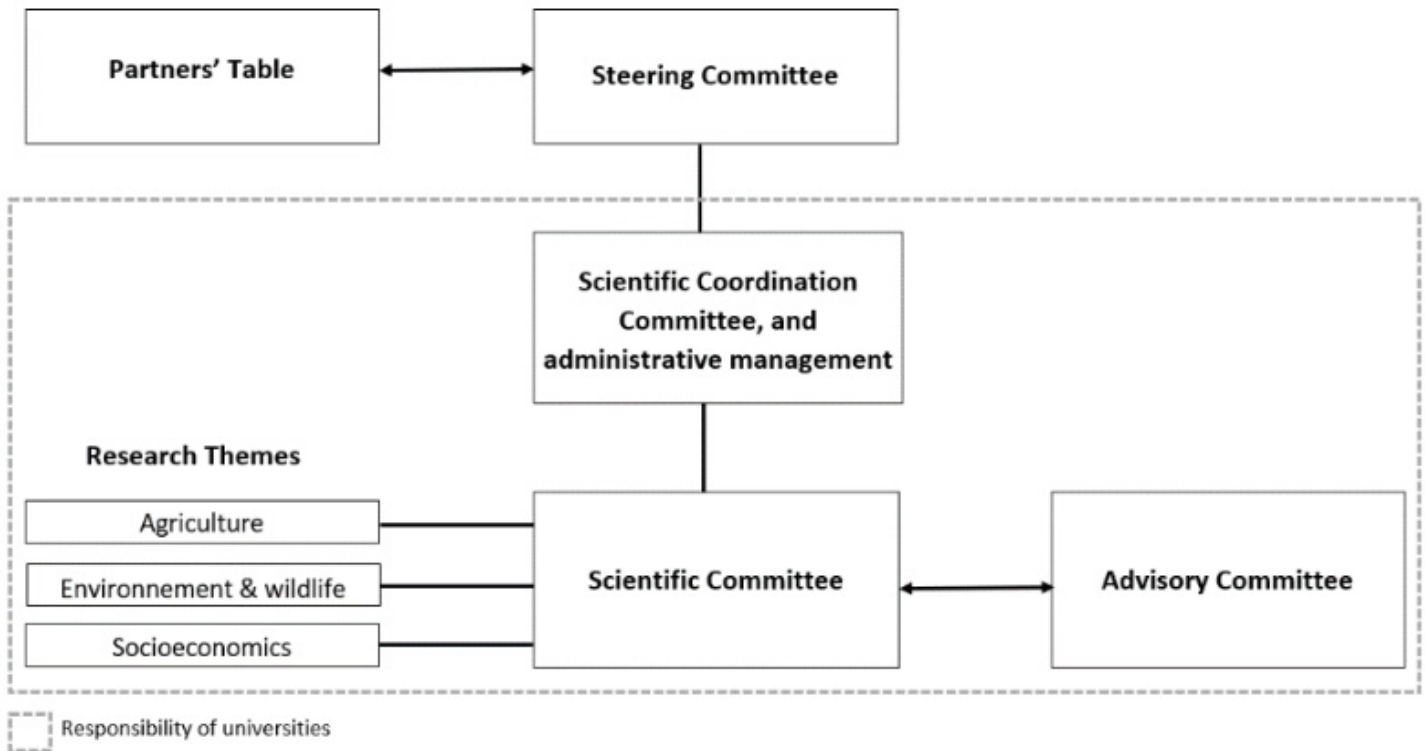 Partners’ Table
Steering Committee
Scientific Coordination
Committee, and
administrative management
Research Themes
Agriculture
Environnement & wildlife
Socioeconomics
Scientific Committee
Advisory Committee
Responsibility of universities